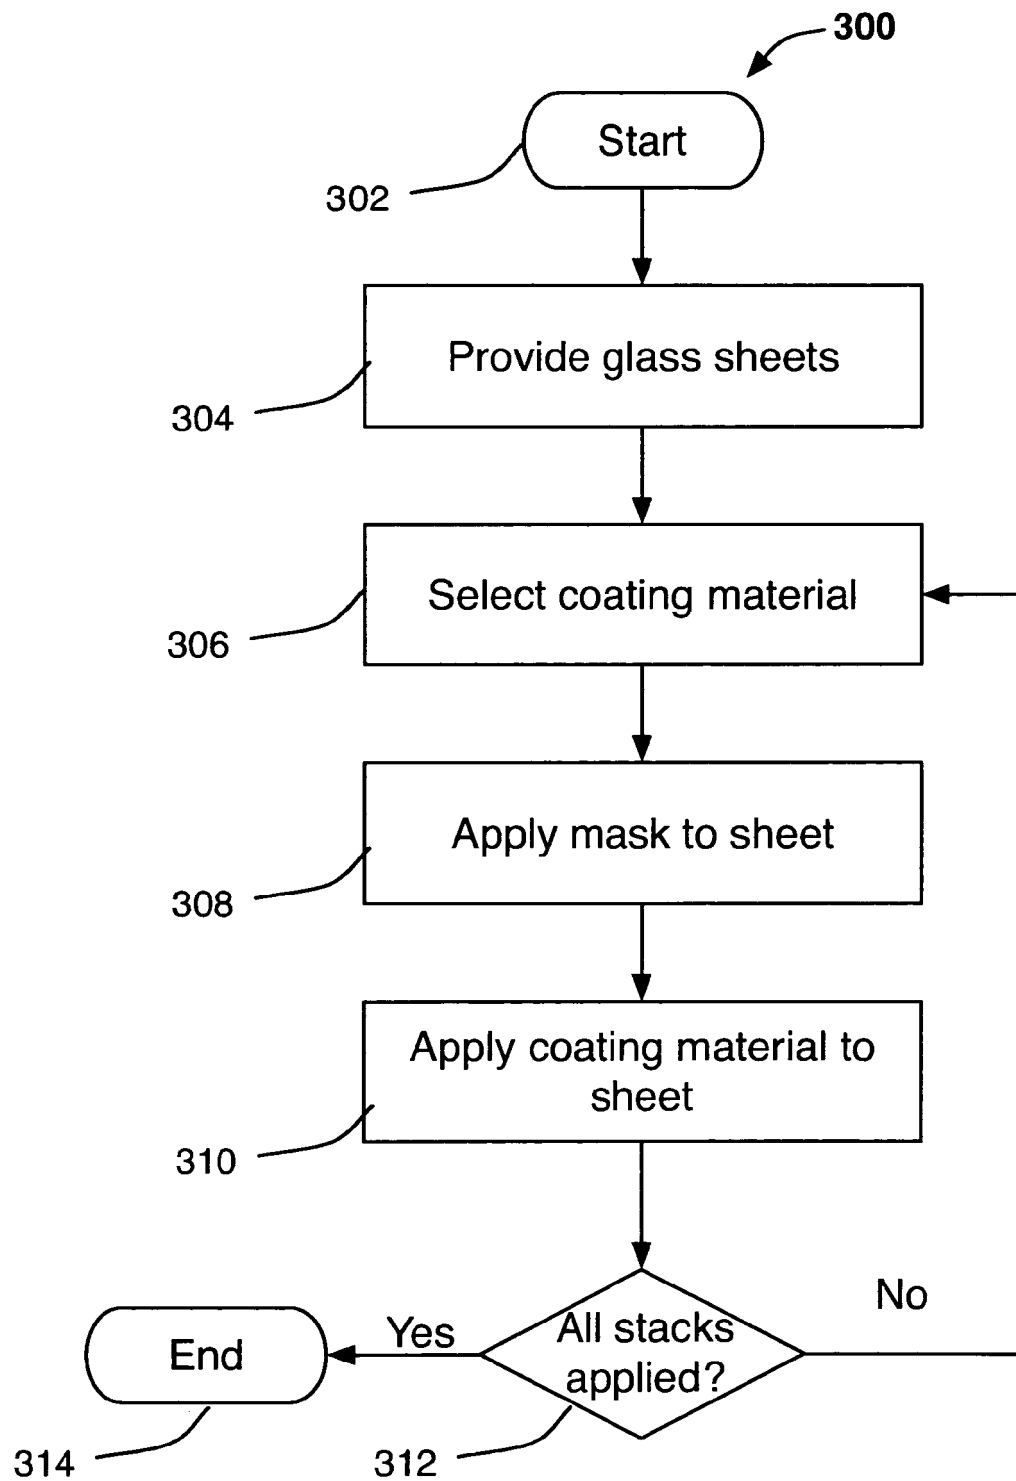 300
Start
302
Provide glass sheets
304
Select coating material
306
Apply mask to sheet
308
Apply coating material to
sheet
310
No
Yes
All stacks
applied?
End
314
312